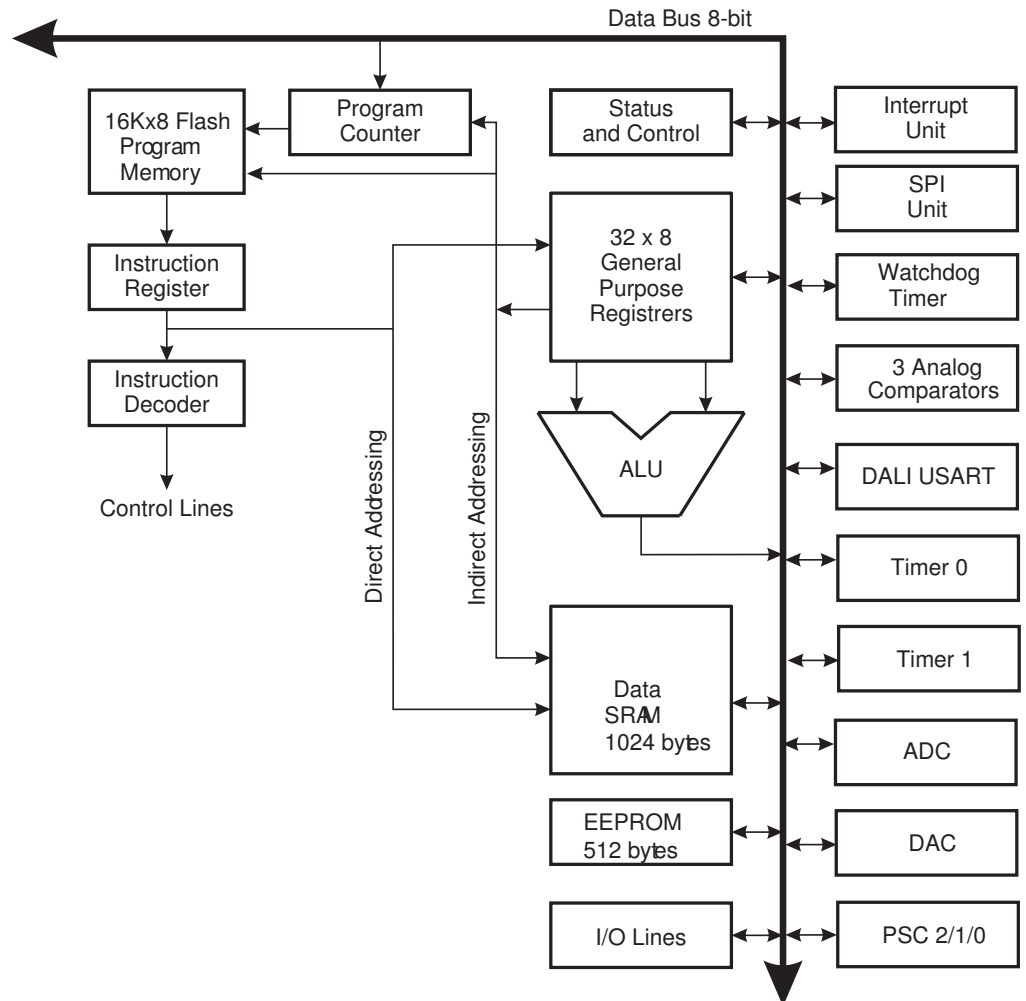 Data Bus 8-bit
16Kx8 Flash
Program
Memory
Program
Counter
Status
and Control
Interrupt
Unit
SPI
Unit
Instruction
Register
32 x 8
General
Purpose
Registrers
Watchdog
Timer
Instruction
Decoder
3 Analog
Comparators
Control Lines
Direct Addressing
Indirect Addressing
ALU
DALI USART
Timer 0
Timer 1
Data
SRAM
1024 bytes
ADC
EEPROM
512 bytes
DAC
I/O Lines
PSC 2/1/0